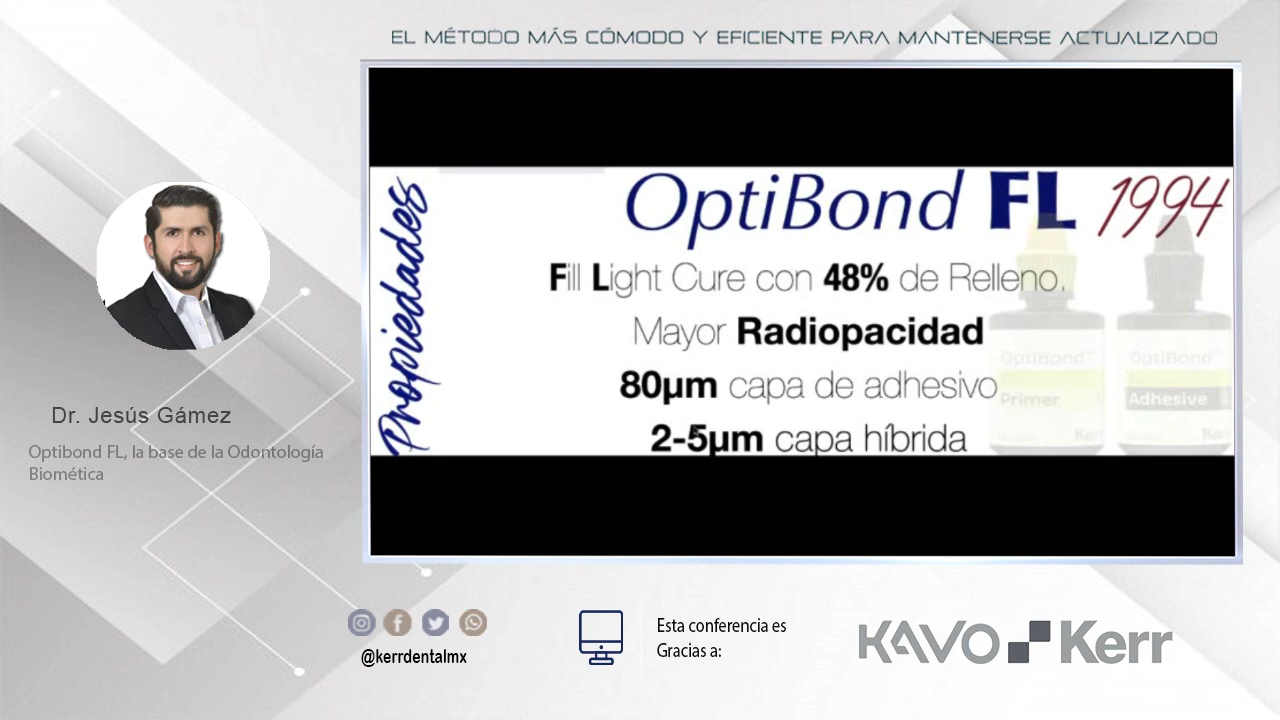 EL MÉTODO MÁS CÓMODO Y EFICIENTE PARA MANTENERSE ACTUALIZADO
Propiedades
OptiBond FL 1994
Fill Light Cure con 48% de Relleno.
Mayor Radiopacidad
80µm capa de adhesivo
2-5µm capa híbrida
OptiBond
Primer
Kerr
OptiBond
Adhesive
Kerr
Dr. Jesús Gámez
Optibond FL, la base de la Odontología
Biomética
@kerrdentalmx
Esta conferencia es
Gracias a:
KAVO Kerr